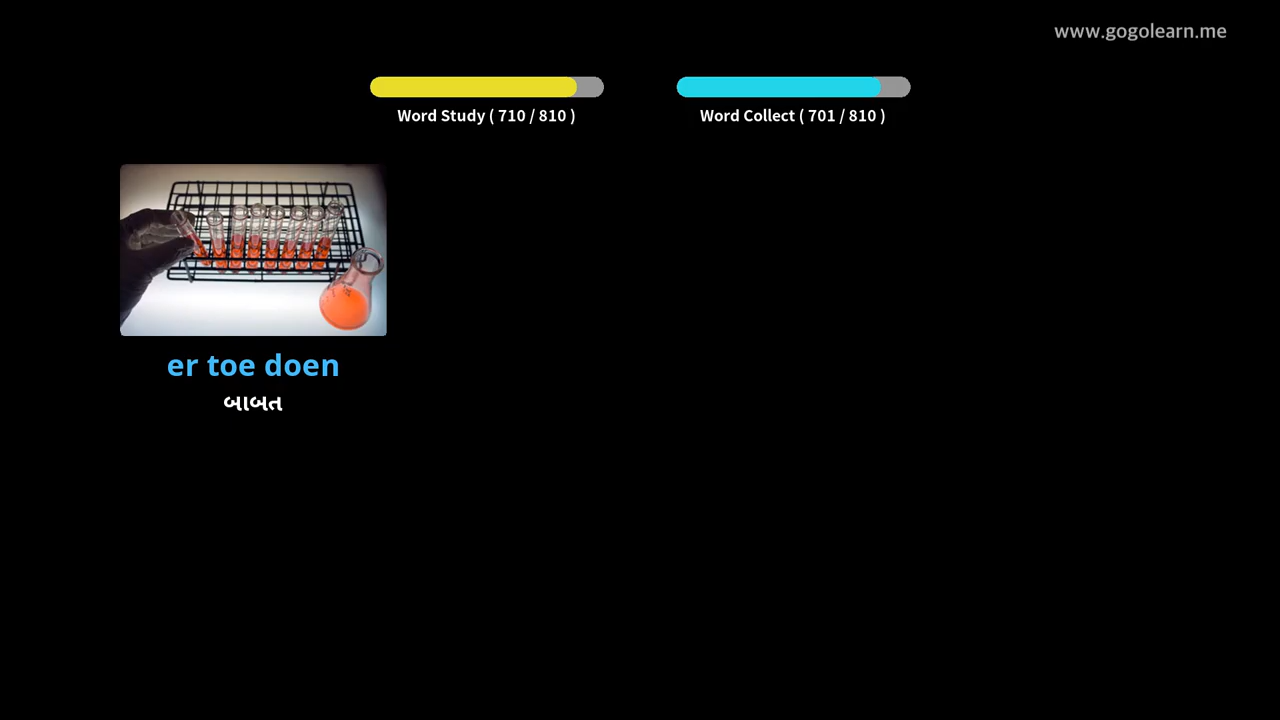 www.gogolearn.me
Word Study ( 710 / 810 )
Word Collect ( 701 / 810 )
er toe doen
બાબત